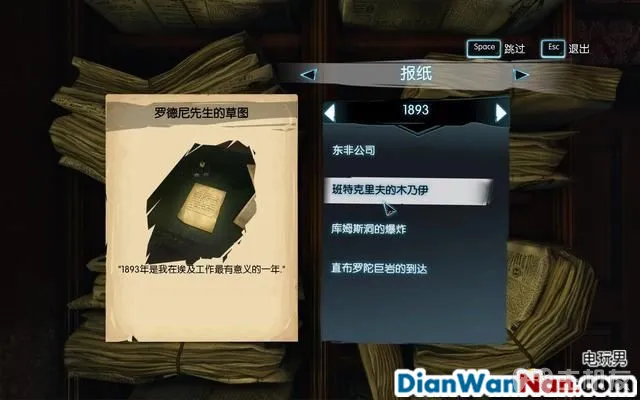 Space 跳过 Esc 退出
报纸
罗德尼先生的草图
1893
东非公司
班特克里夫的木乃伊
库姆斯洞的爆炸
直布罗陀巨岩的到达
"1893年是我在埃及工作最有意义的一年."
电玩男
DianWanNan.com